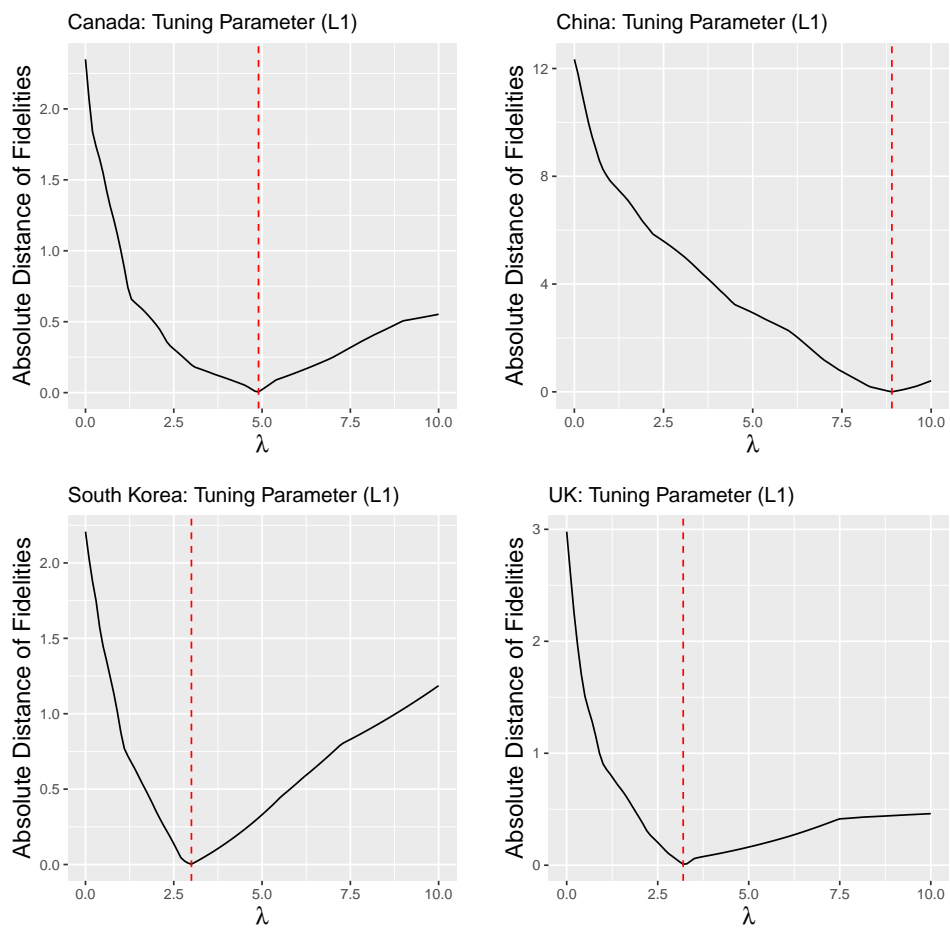 Canada: Tuning Parameter (L1)
Absolute Distance of Fidelities
2.0
1.5
1.0
0.5
0.0
0.0 2.5 5.0 7.5 10.0
λ
China: Tuning Parameter (L1)
Absolute Distance of Fidelities
12
8
4
0
0.0 2.5 5.0 7.5 10.0
λ
South Korea: Tuning Parameter (L1)
Absolute Distance of Fidelities
2.0
1.5
1.0
0.5
0.0
0.0 2.5 5.0 7.5 10.0
λ
UK: Tuning Parameter (L1)
Absolute Distance of Fidelities
3
2
1
0
0.0 2.5 5.0 7.5 10.0
λ